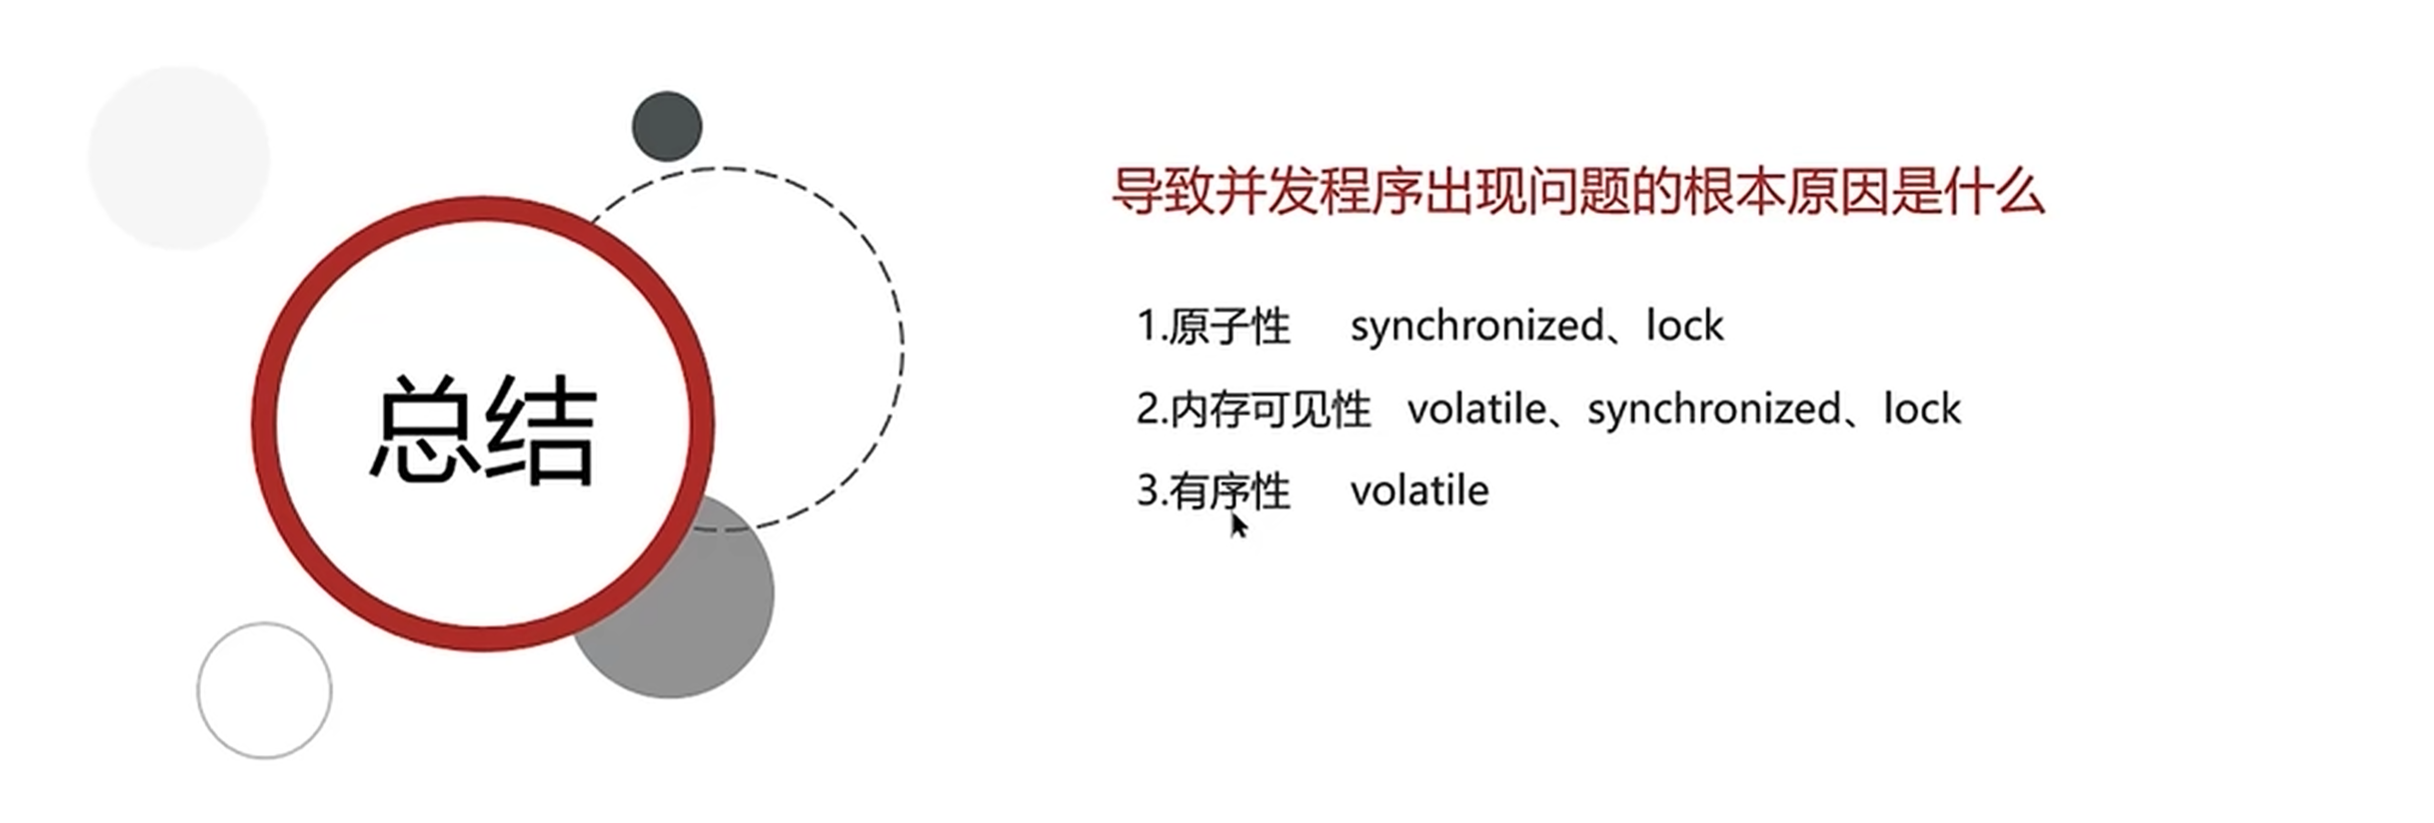 总结
导致并发程序出现问题的根本原因是什么
1.原子性 synchronized、lock
2.内存可见性 volatile、synchronized、lock
3.有序性 volatile